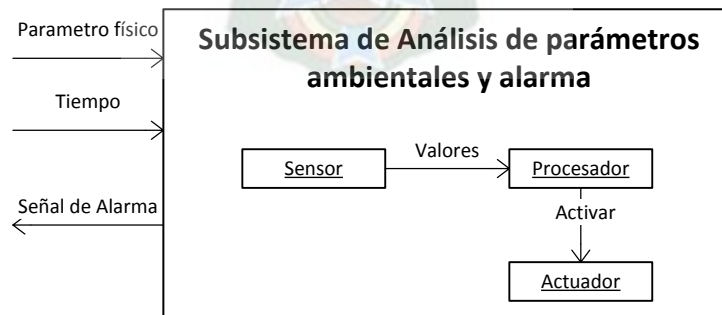 Parametro físico
Subsistema de Análisis de parámetros
ambientales y alarma
Tiempo
Valores
Sensor
Procesador
Señal de Alarma
Activar
Actuador